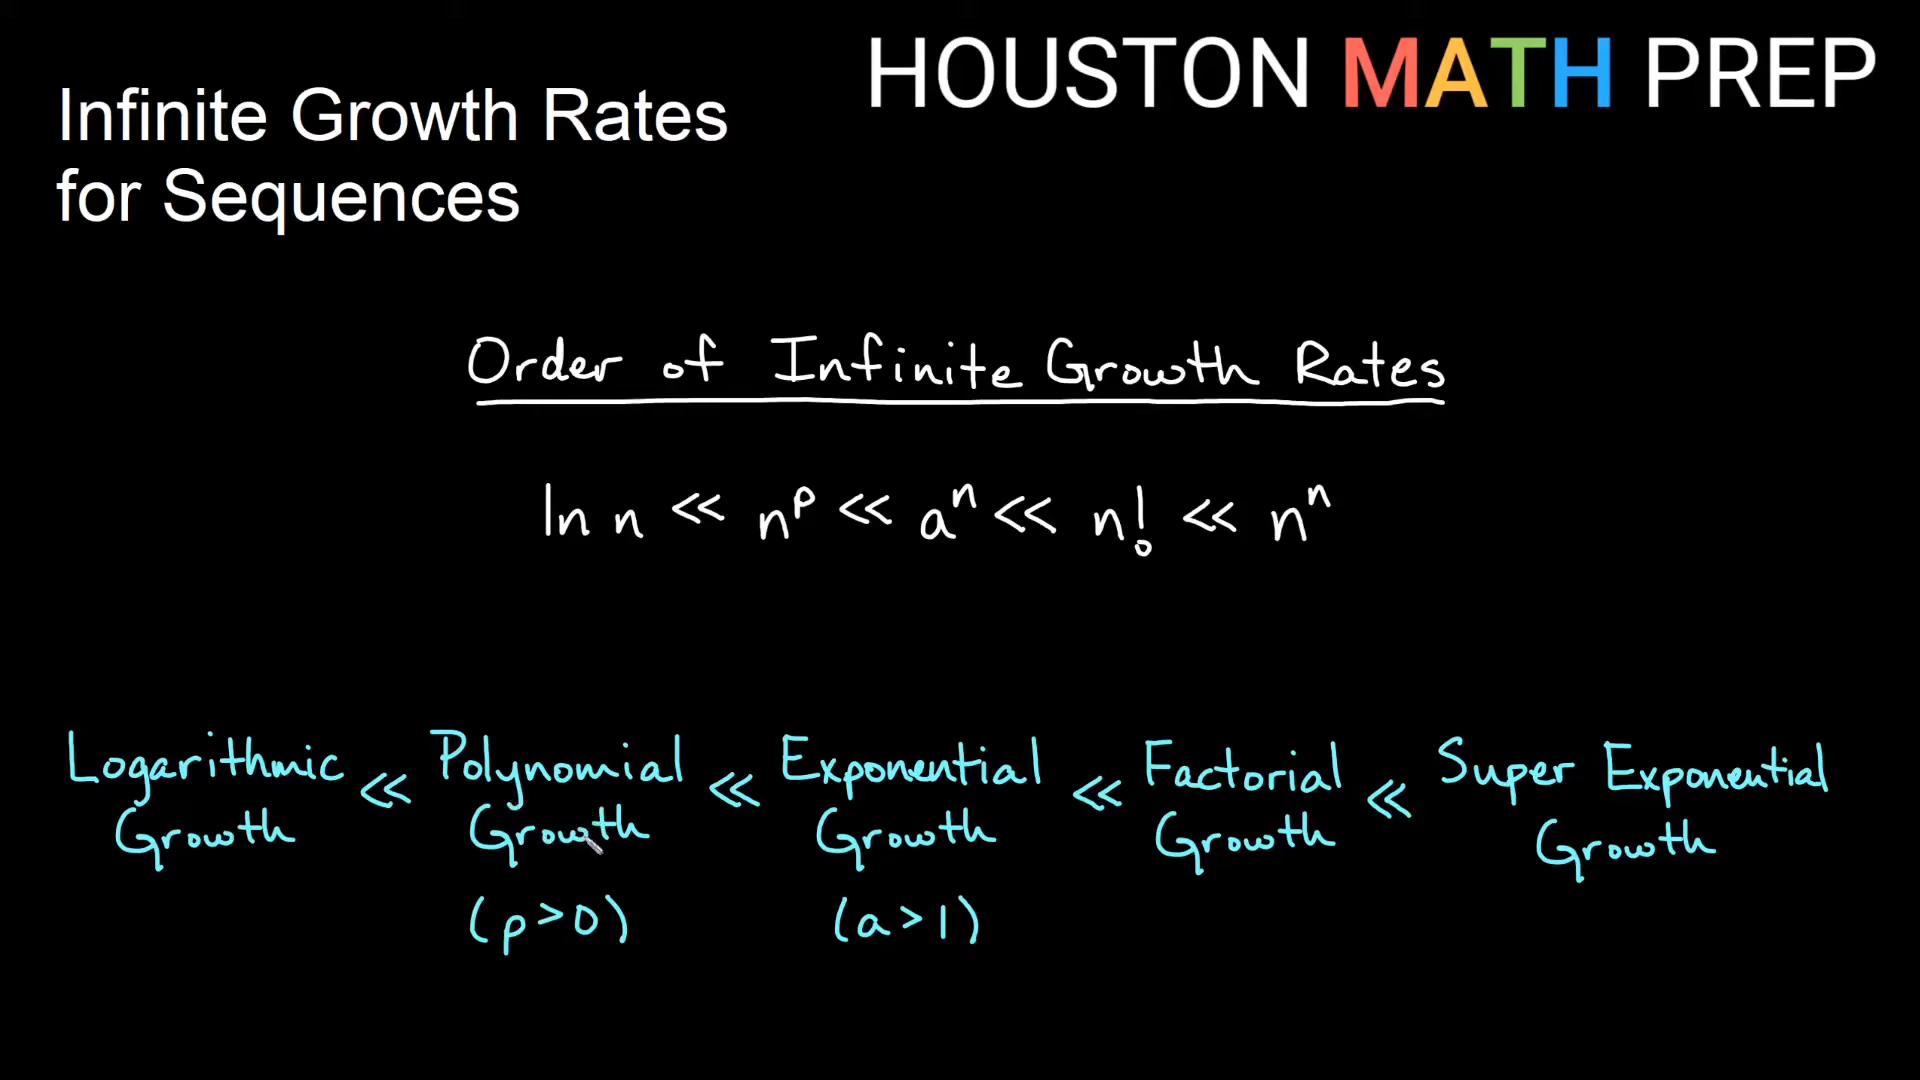 HOUSTON MATH PREP
Infinite Growth Rates
for Sequences
Order of Infinite Growth Rates
ln n << n^p << a^n << n! << n^n
Logarithmic Growth << Polynomial Growth << Exponential Growth << Factorial Growth << Super Exponential Growth
(p>0) (a>1)